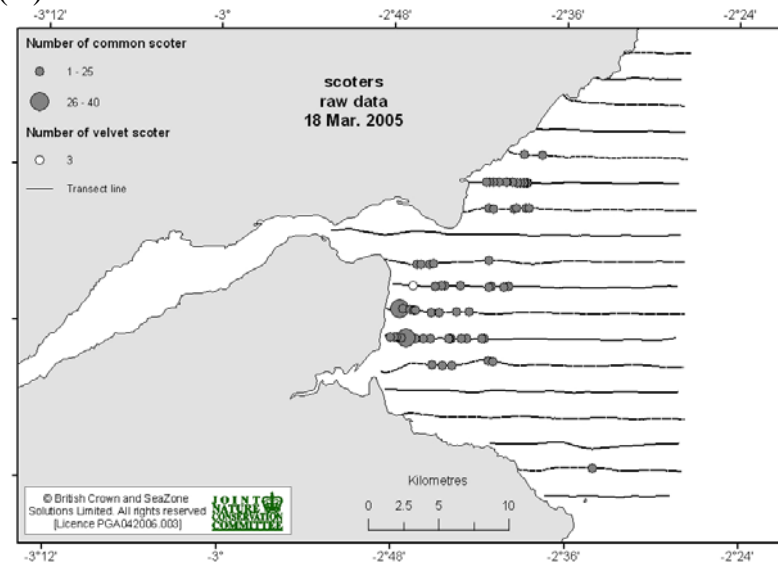 -3°12'
-3°
-2°48'
-2°36'
-2°24'
Number of common scoter
1 - 25
26 - 40
Number of velvet scoter
3
Transect line
scoters
raw data
18 Mar. 2005
© British Crown and SeaZone
Solutions Limited. All rights reserved
[Licence PGA042006.003]
JOINT
NATURE
CONSERVATION
COMMITTEE
Kilometres
0 2.5 5 10
-3°12'
-3°
-2°48'
-2°36'
-2°24'